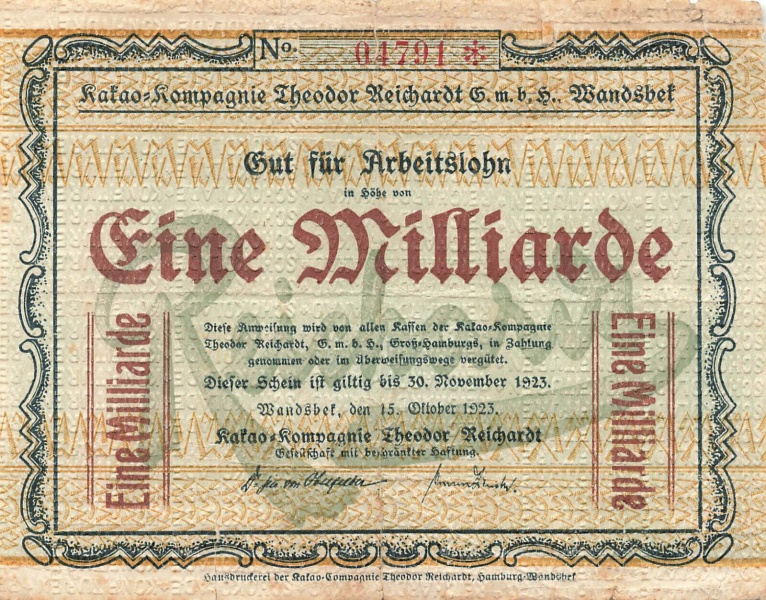 No. 04791 *
Kakao=Kompagnie Theodor Reichardt G. m. b. H., Wandsbek
Gut für Arbeitslohn
in Höhe von
Eine Milliarde
Reichardt
Eine Milliarde
Eine Milliarde
Diese Anweisung wird von allen Kassen der Kakao=Kompagnie
Theodor Reichardt, G. m. b. H., Groß=Hamburgs, in Zahlung
genommen oder im Überweisungswege vergütet.
Dieser Schein ist giltig bis 30. November 1923.
Wandsbek, den 15. Oktober 1923.
Kakao=Kompagnie Theodor Reichardt
Gesellschaft mit beschränkter Haftung.
Hausdruckerei der Kakao=Compagnie Theodor Reichardt, Hamburg=Wandsbek